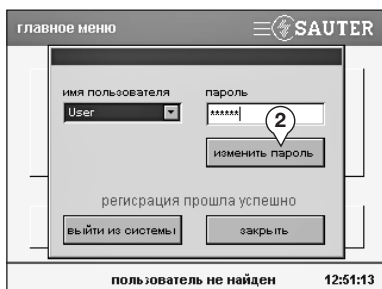 главное меню SAUTER
имя пользователя пароль
User ******
2
изменить пароль
регисрация прошла успешно
выйти из системы закрыть
пользователь не найден 12:51:13